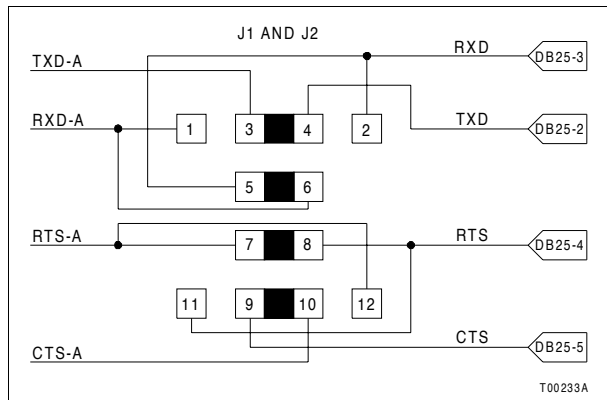 J1 AND J2
TXD-A
RXD
DB25-3
RXD-A
1
3
4
2
TXD
DB25-2
5
6
RTS-A
7
8
RTS
DB25-4
11
9
10
12
CTS-A
CTS
DB25-5
T00233A